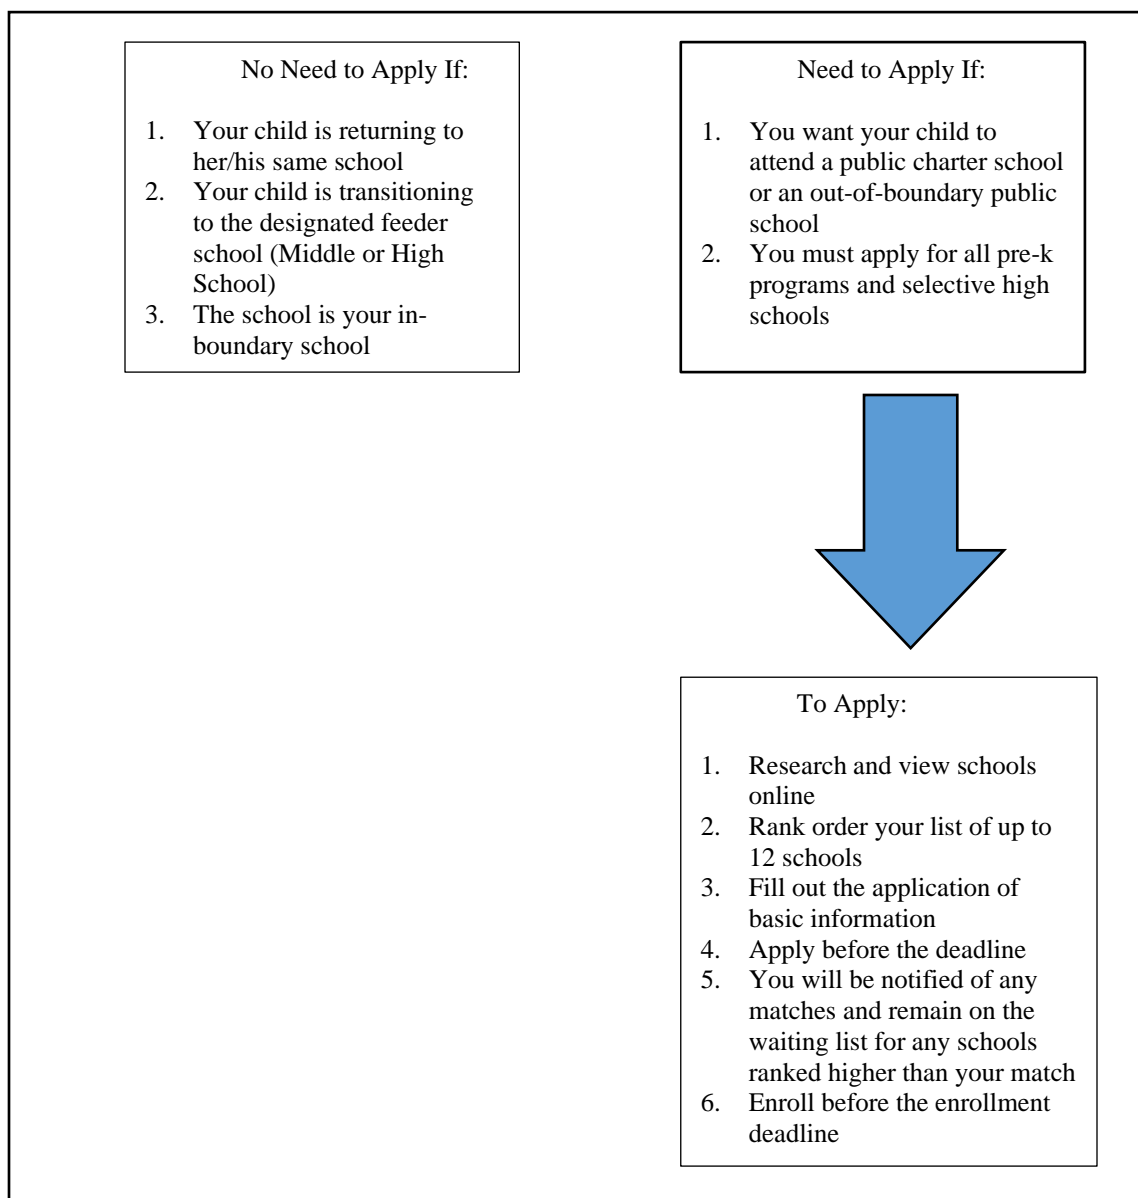 No Need to Apply If:
1. Your child is returning to
her/his same school
2. Your child is transitioning
to the designated feeder
school (Middle or High
School)
3. The school is your in-
boundary school
Need to Apply If:
1. You want your child to
attend a public charter school
or an out-of-boundary public
school
2. You must apply for all pre-k
programs and selective high
schools
To Apply:
1. Research and view schools
online
2. Rank order your list of up to
12 schools
3. Fill out the application of
basic information
4. Apply before the deadline
5. You will be notified of any
matches and remain on the
waiting list for any schools
ranked higher than your match
6. Enroll before the enrollment
deadline